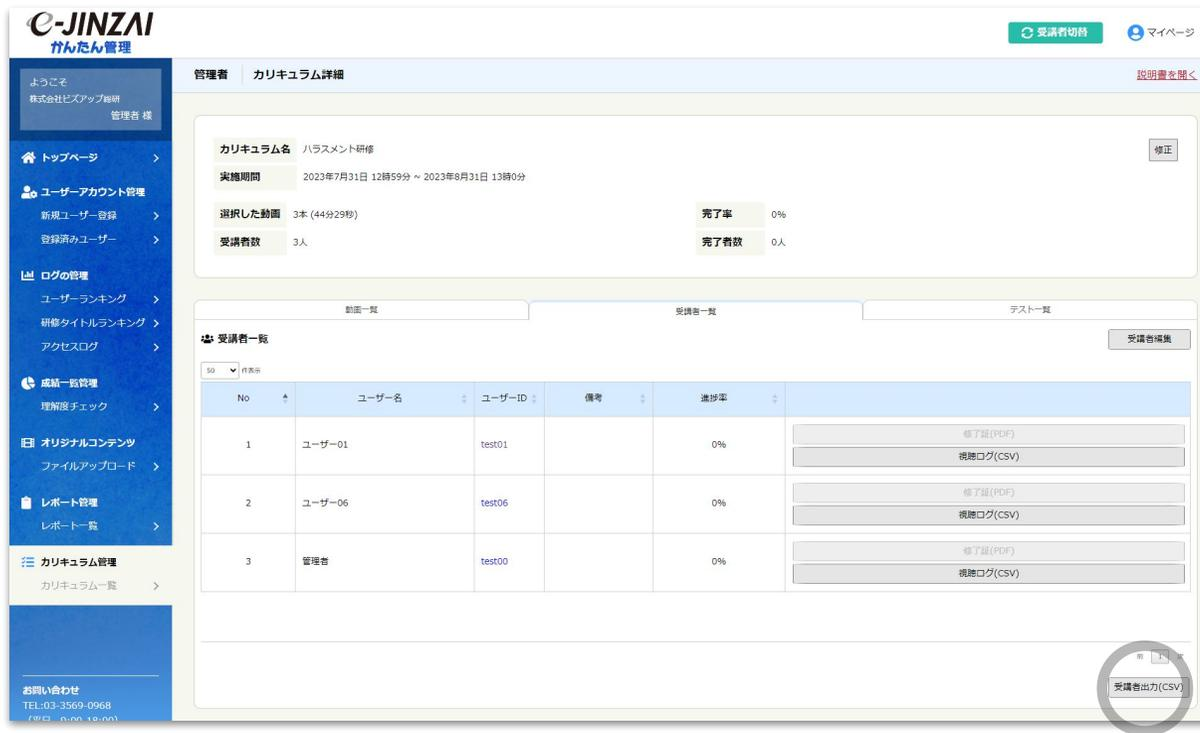 e-JINZAI
かんたん管理
受講者切替
マイページ
ようこそ
株式会社ビズアップ総研
管理者 様
管理者 カリキュラム詳細
説明書を開く
トップページ
ユーザーアカウント管理
新規ユーザー登録
登録済みユーザー
ログの管理
ユーザーランキング
研修タイトルランキング
アクセスログ
成績一覧管理
理解度チェック
オリジナルコンテンツ
ファイルアップロード
レポート管理
レポート一覧
カリキュラム管理
カリキュラム一覧
お問い合わせ
TEL:03-3569-0968
(平日 9:00-18:00)
カリキュラム名 ハラスメント研修
修正
実施期間 2023年7月31日 12時59分 ~ 2023年8月31日 13時0分
選択した動画 3本 (44分29秒) 完了率 0%
受講者数 3人 完了者数 0人
動画一覧 受講者一覧 テスト一覧
受講者一覧
受講者編集
50 件表示
No ユーザー名 ユーザーID 備考 進捗率
1 ユーザー01 test01 0% 修了証(PDF)
視聴ログ(CSV)
2 ユーザー06 test06 0% 修了証(PDF)
視聴ログ(CSV)
3 管理者 test00 0% 修了証(PDF)
視聴ログ(CSV)
前 1 次
受講者出力(CSV)